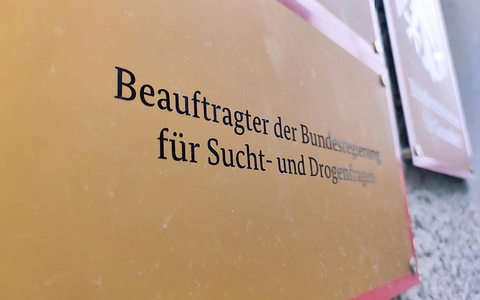 Beauftragter der Bundesregierung
für Sucht- und Drogenfragen